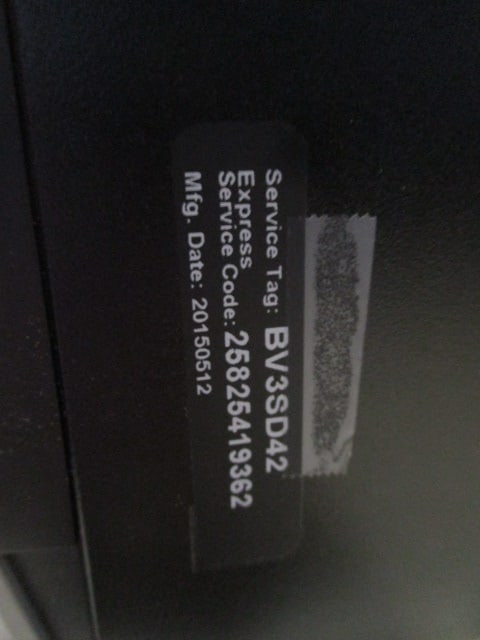 Service Tag: BV3SD42
Express
Service Code: 25825419362
Mfg. Date: 20150512